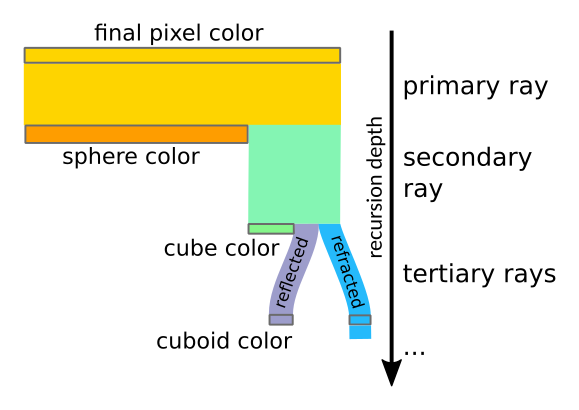 final pixel color
primary ray
sphere color
secondary
ray
recursion depth
cube color
reflected
refracted
tertiary rays
cuboid color
...